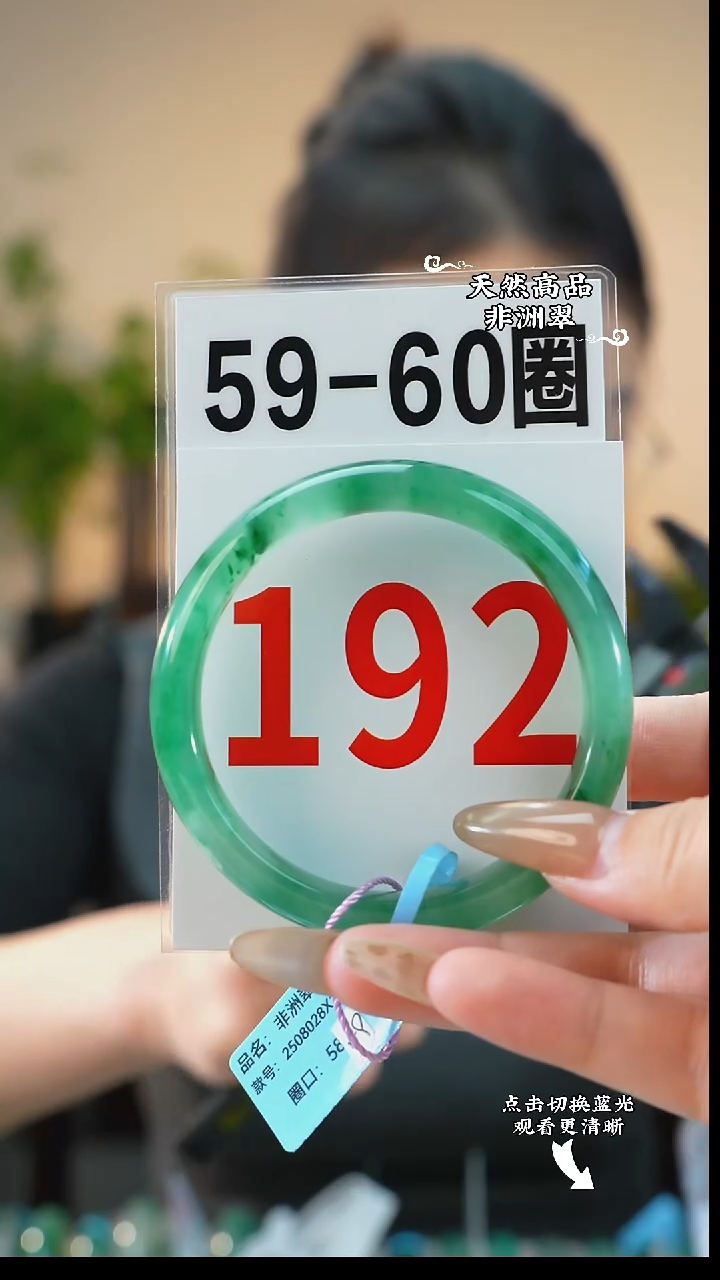 天然高品
非洲翠
59-60圈
192
品名：非洲翠
款号：2508028X
圈口：58
点击切换蓝光
观看更清晰